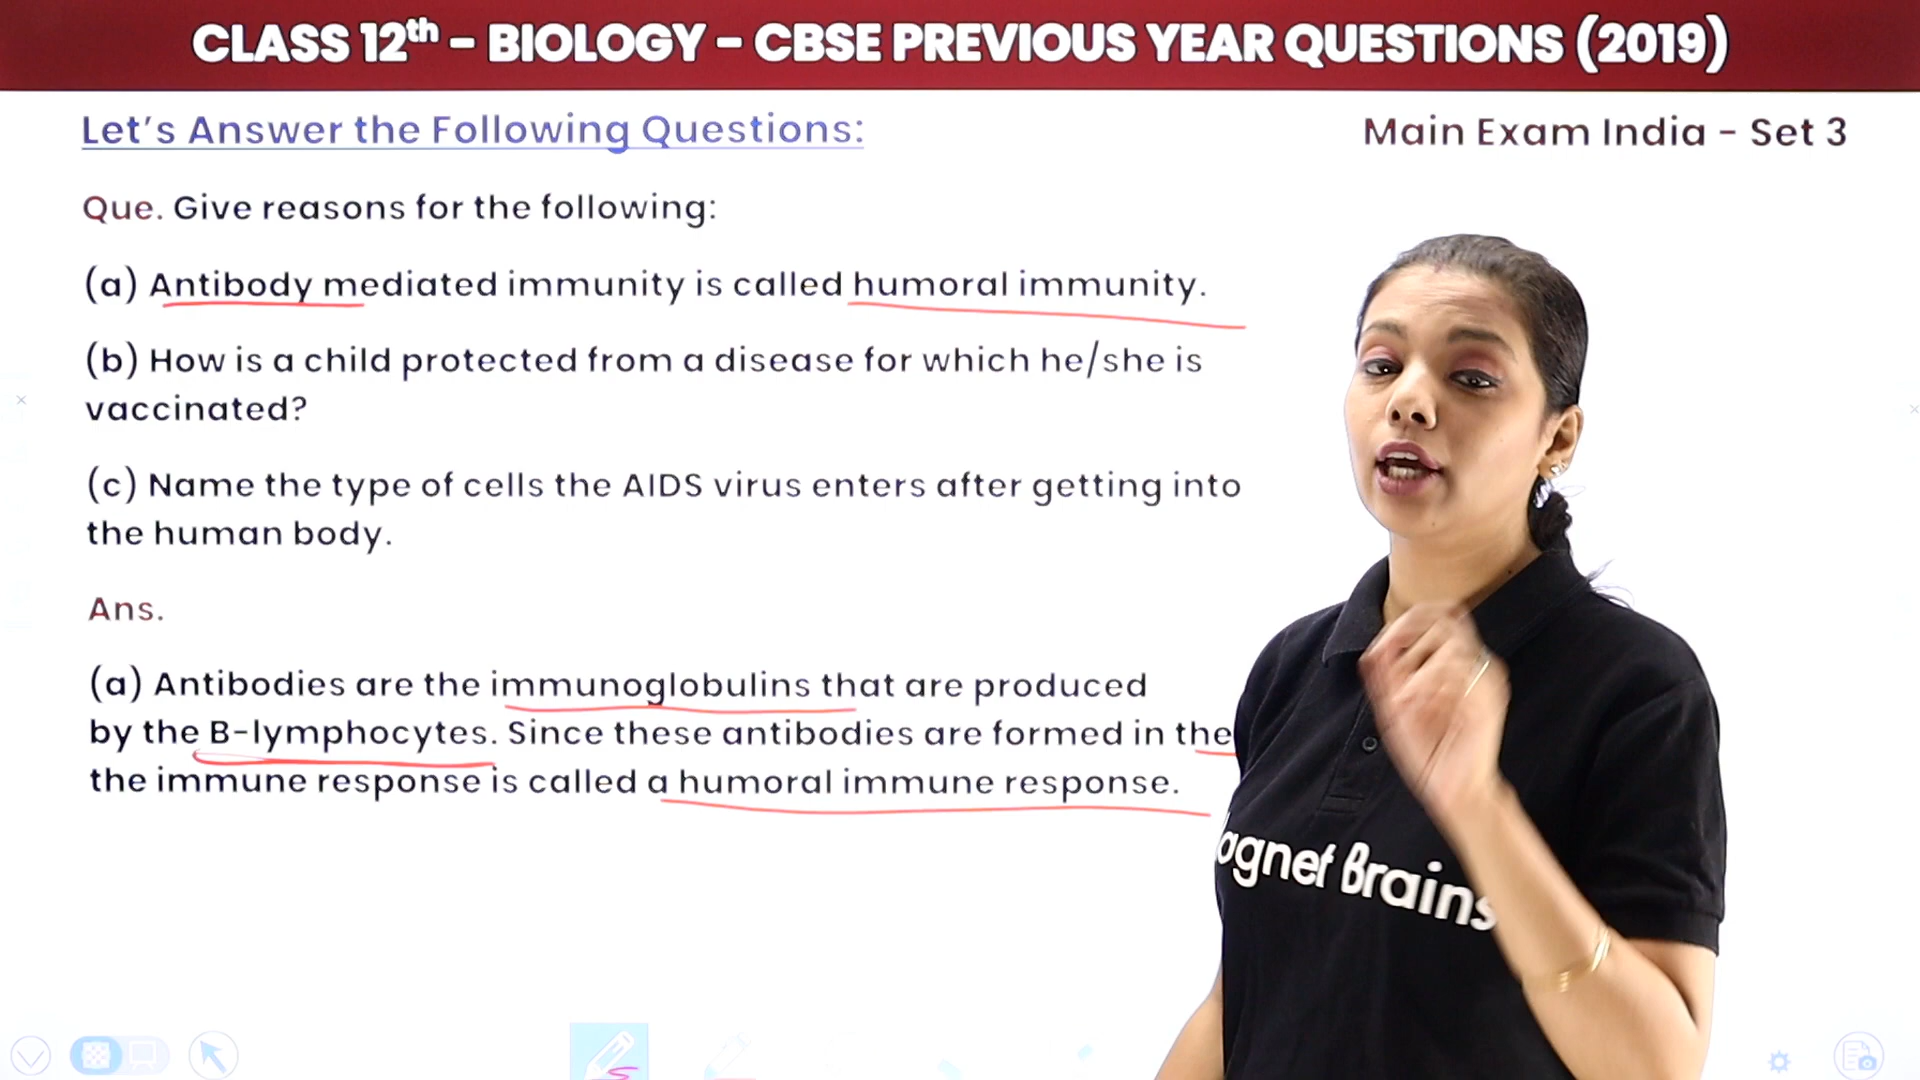 CLASS 12th - BIOLOGY - CBSE PREVIOUS YEAR QUESTIONS (2019)
Let's Answer the Following Questions:
Main Exam India - Set 3
Que. Give reasons for the following:
(a) Antibody mediated immunity is called humoral immunity.
(b) How is a child protected from a disease for which he/she is
vaccinated?
(c) Name the type of cells the AIDS virus enters after getting into
the human body.
Ans.
(a) Antibodies are the immunoglobulins that are produced
by the B-lymphocytes. Since these antibodies are formed in the
the immune response is called a humoral immune response.
agnet Brains